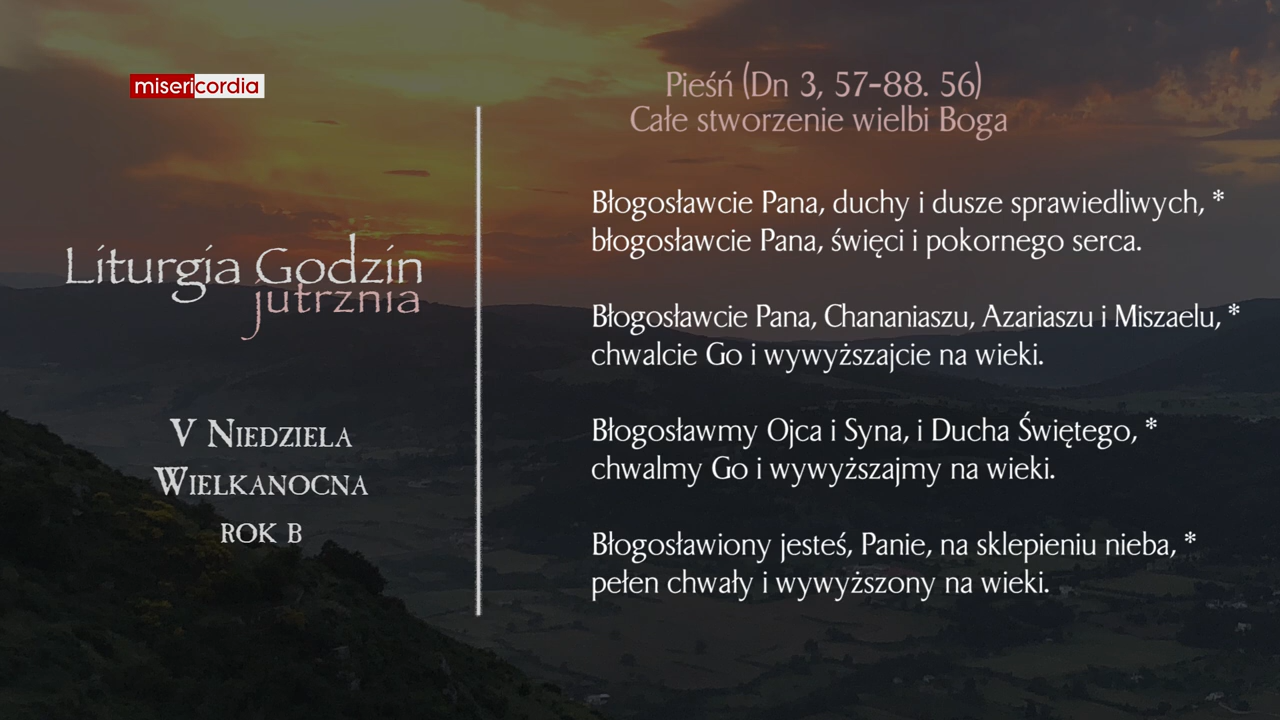 misericordia
Liturgia Godzin
jutrznia
V Niedziela
Wielkanocna
rok B
Pieśń (Dn 3, 57-88. 56)
Całe stworzenie wielbi Boga
Błogosławcie Pana, duchy i dusze sprawiedliwych, *
błogosławcie Pana, święci i pokornego serca.
Błogosławcie Pana, Chananiaszu, Azariaszu i Miszaelu, *
chwalcie Go i wywyższajcie na wieki.
Błogosławmy Ojca i Syna, i Ducha Świętego, *
chwalmy Go i wywyższajmy na wieki.
Błogosławiony jesteś, Panie, na sklepieniu nieba, *
pełen chwały i wywyższony na wieki.